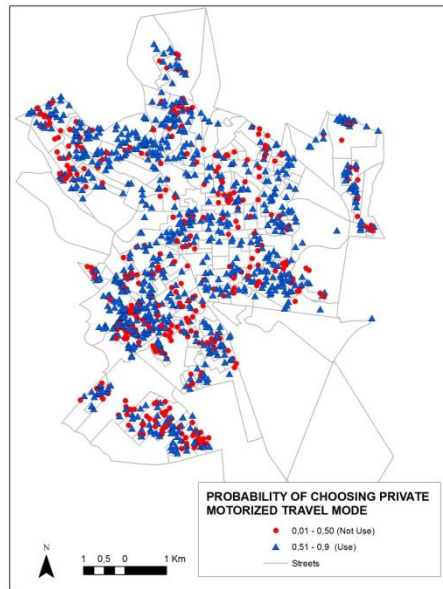 PROBABILITY OF CHOOSING PRIVATE
MOTORIZED TRAVEL MODE
0,01 - 0,50 (Not Use)
0,51 - 0,9 (Use)
Streets
N
1 0,5 0 1 Km